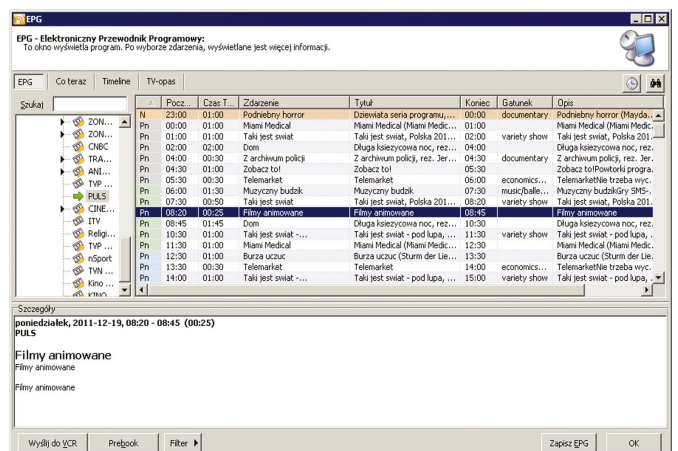 EPG
EPG - Elektroniczny Przewodnik Programowy:
To okno wyświetla program. Po wyborze zdarzenia, wyświetlane jest więcej informacji.
EPG Co teraz Timeline TV-opas
Szukaj
Pocz... Czas T... Zdarzenie Tytuł Koniec Gatunek Opis
N 23:00 01:00 Podniebny horror Dziewiata seria programu,... 00:00 documentary Podniebny horror (Mayda...
ZON... Pn 00:00 01:00 Miami Medical Miami Medical (Miami Medic... 01:00 Miami Medical (Miami Medic...
ZON... Pn 01:00 01:00 Taki jest swiat Taki jest swiat, Polska 201... 02:00 variety show Taki jest swiat, Polska 201...
CNBC Pn 02:00 02:00 Dom Długa ksiezycowa noc, rez... 04:00 Długa ksiezycowa noc, rez...
TRA... Pn 04:00 00:30 Z archiwum policji Z archiwum policji, rez. Jer... 04:30 documentary Z archiwum policji, rez. Jer...
ANI... Pn 04:30 01:00 Zobacz to! Zobacz to! 05:30 Zobacz to!Powtorki progra...
TVP ... Pn 05:30 00:30 Telemarket Telemarket 06:00 economics... TelemarketNie trzeba wyc...
PULS Pn 06:00 01:30 Muzyczny budzik Muzyczny budzik 07:30 music/balle... Muzyczny budzikGry SMS-...
CINE... Pn 07:30 00:50 Taki jest swiat Taki jest swiat, Polska 201... 08:20 variety show Taki jest swiat, Polska 201...
ITV Pn 08:20 00:25 Filmy animowane Filmy animowane 08:45 Filmy animowane
Religi... Pn 08:45 01:45 Dom Długa ksiezycowa noc, rez... 10:30 Długa ksiezycowa noc, rez...
TVP ... Pn 10:30 01:00 Taki jest swiat -... Taki jest swiat - pod lupa, ... 11:30 variety show Taki jest swiat - pod lupa, ...
nSport Pn 11:30 01:00 Miami Medical Miami Medical (Miami Medic... 12:30 Miami Medical (Miami Medic...
TVN ... Pn 12:30 01:00 Burza uczuc Burza uczuc (Sturm der Lie... 13:30 Burza uczuc (Sturm der Lie...
Kino ... Pn 13:30 00:30 Telemarket Telemarket 14:00 economics... TelemarketNie trzeba wyc...
KINO Pn 14:00 01:00 Taki jest swiat -... Taki jest swiat - pod lupa, ... 15:00 variety show Taki jest swiat - pod lupa, ...
Szczegóły
poniedziałek, 2011-12-19, 08:20 - 08:45 (00:25)
PULS
Filmy animowane
Filmy animowane
Filmy animowane
Wyślij do VCR Prebook Filter Zapisz EPG OK